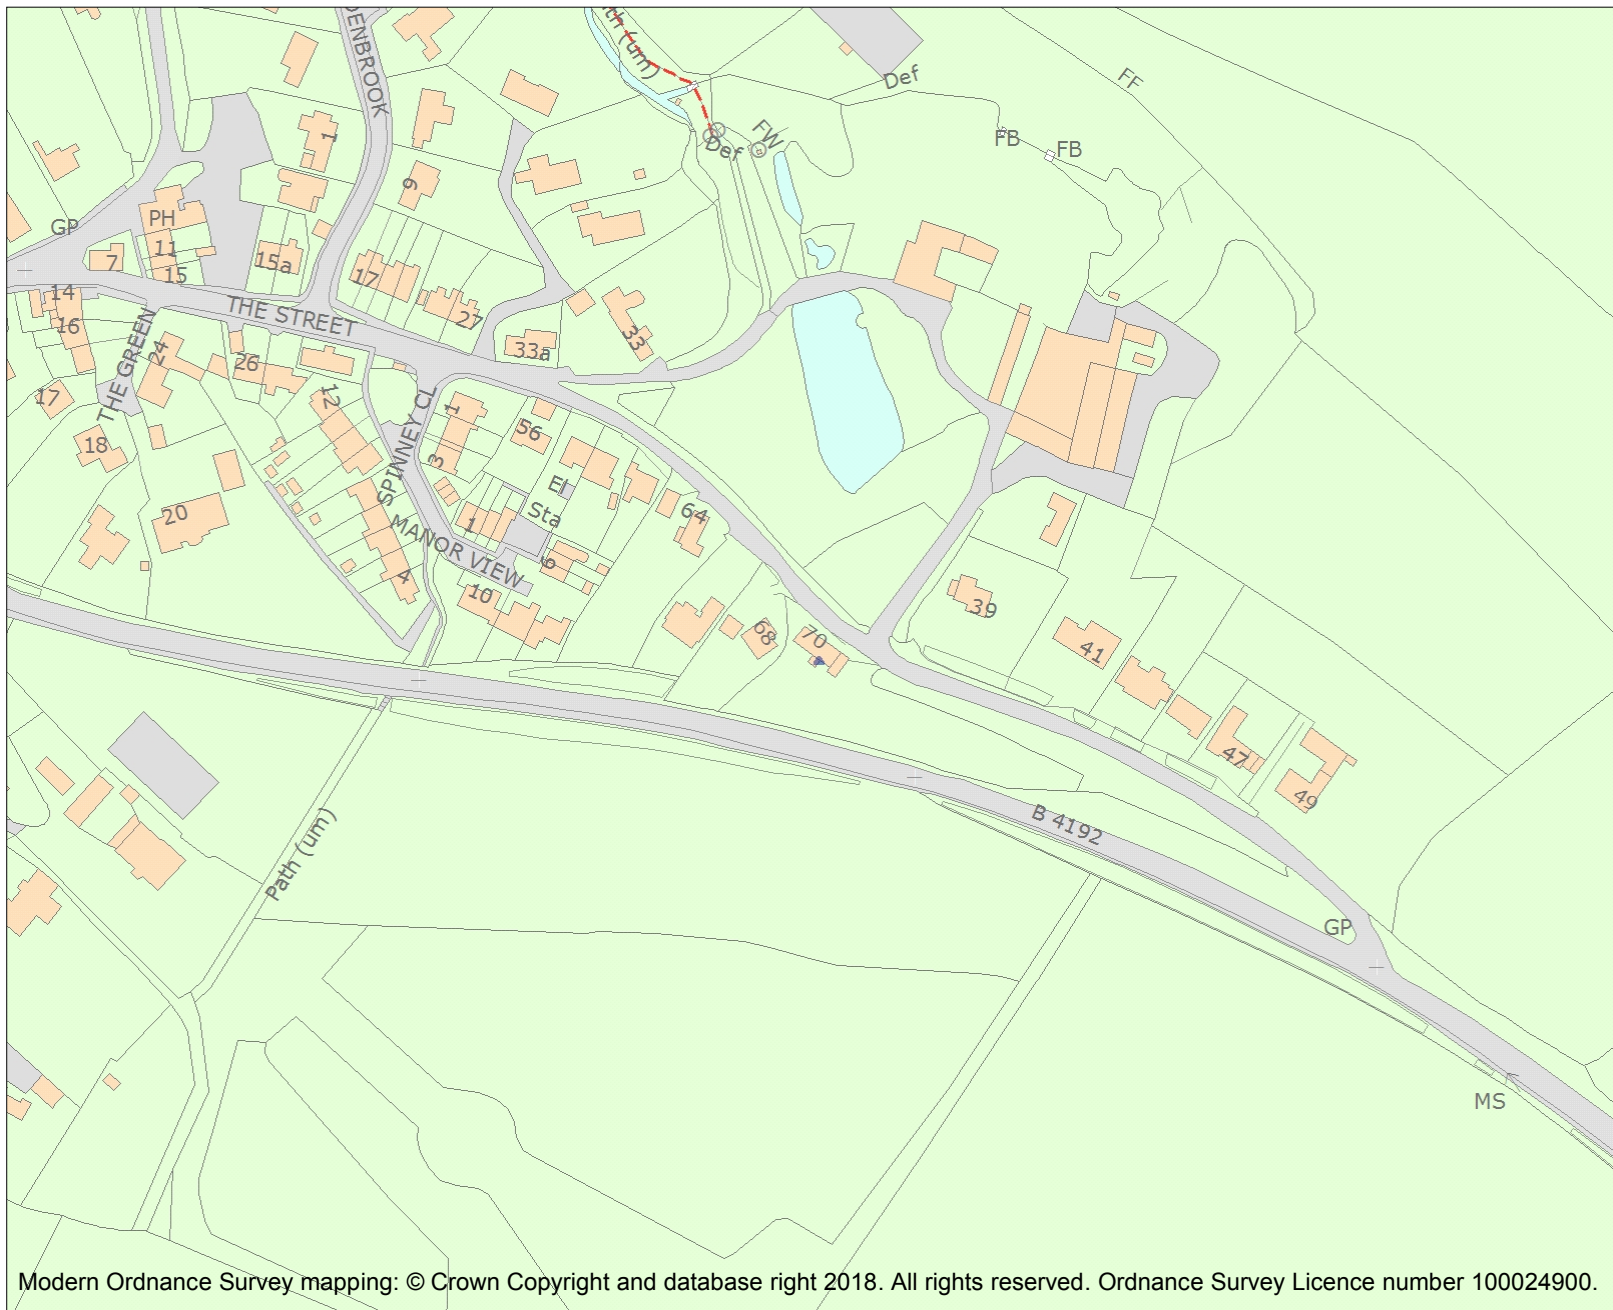 DENBROOK
th (um)
Def
FF
FB
FB
1
Def
FW
9
PH
GP
11
7
15
15a
17
14
16
THE STREET
27
33
33a
THE GREEN
24
26
17
12
SPINNEY CL
1
56
18
3
El
Sta
20
1
64
MANOR VIEW
4
6
10
68
70
39
41
47
49
B 4192
Path (um)
GP
MS
Modern Ordnance Survey mapping: © Crown Copyright and database right 2018. All rights reserved. Ordnance Survey Licence number 100024900.